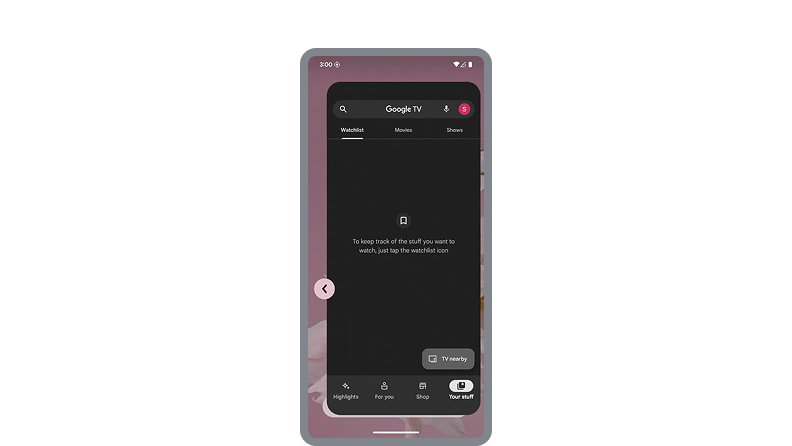 3:00
Google TV
S
Watchlist
Movies
Shows
To keep track of the stuff you want to
watch, just tap the watchlist icon
TV nearby
Highlights
For you
Shop
Your stuff